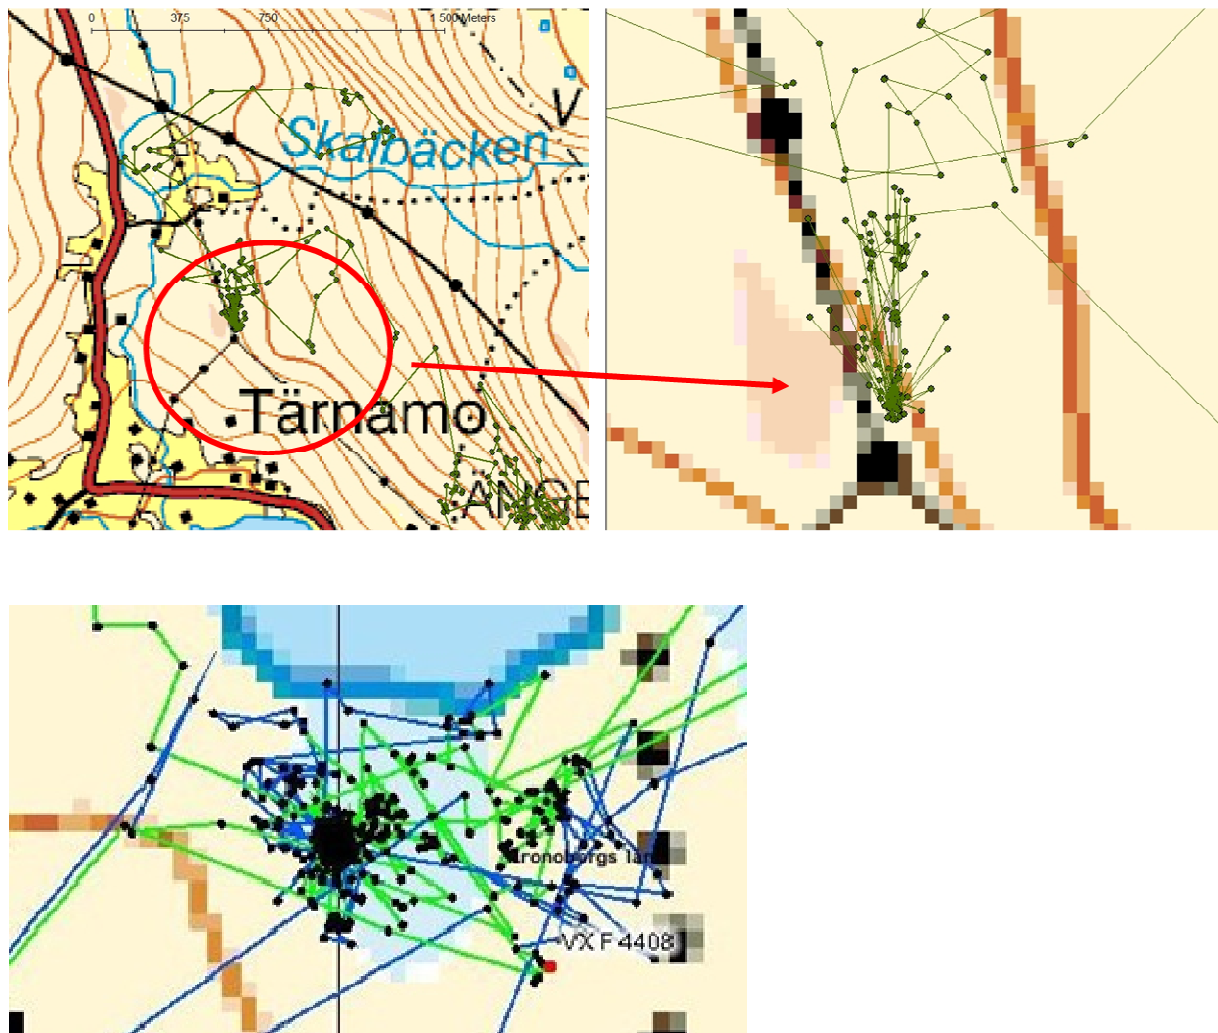 0 375 750 1 500 Meters
V
Skalbäcken
Tärnamo
ÄNGE
Kronobergs län
VX F 4408